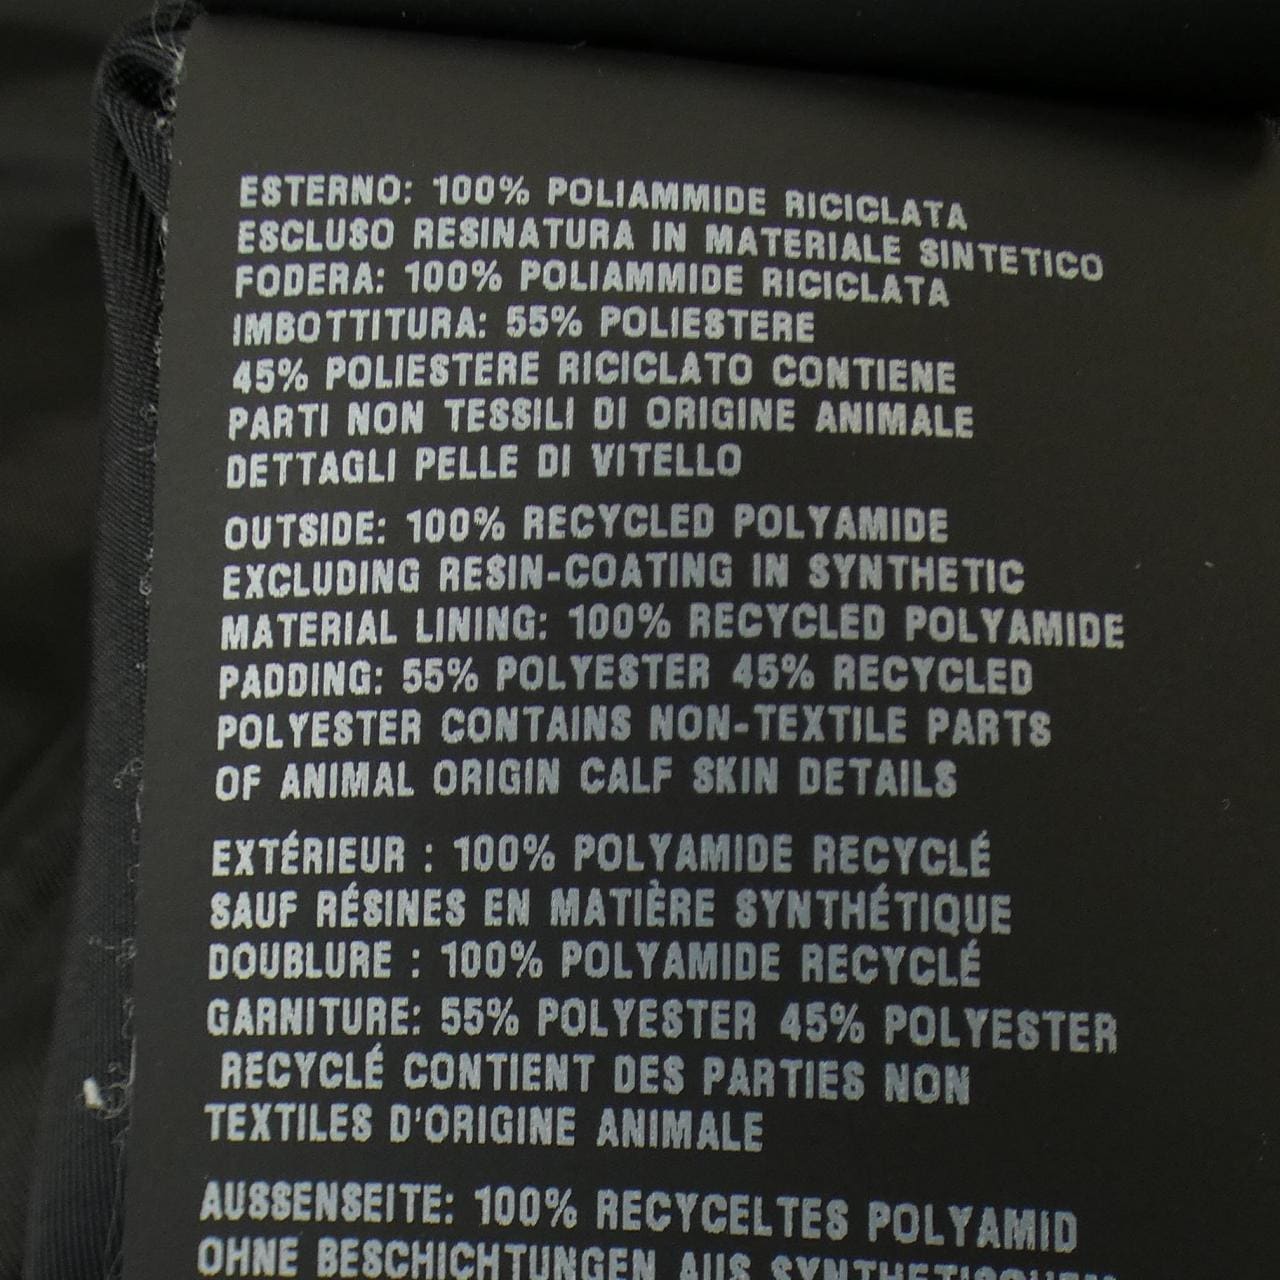 ESTERNO: 100% POLIAMMIDE RICICLATA
ESCLUSO RESINATURA IN MATERIALE SINTETICO
FODERA: 100% POLIAMMIDE RICICLATA
IMBOTTITURA: 55% POLIESTERE
45% POLIESTERE RICICLATO CONTIENE
PARTI NON TESSILI DI ORIGINE ANIMALE
DETTAGLI PELLE DI VITELLO
OUTSIDE: 100% RECYCLED POLYAMIDE
EXCLUDING RESIN-COATING IN SYNTHETIC
MATERIAL LINING: 100% RECYCLED POLYAMIDE
PADDING: 55% POLYESTER 45% RECYCLED
POLYESTER CONTAINS NON-TEXTILE PARTS
OF ANIMAL ORIGIN CALF SKIN DETAILS
EXTÉRIEUR : 100% POLYAMIDE RECYCLÉ
SAUF RÉSINES EN MATIÈRE SYNTHÉTIQUE
DOUBLURE : 100% POLYAMIDE RECYCLÉ
GARNITURE: 55% POLYESTER 45% POLYESTER
RECYCLÉ CONTIENT DES PARTIES NON
TEXTILES D'ORIGINE ANIMALE
AUSSENSEITE: 100% RECYCELTES POLYAMID
OHNE BESCHICHTUNGEN AUS